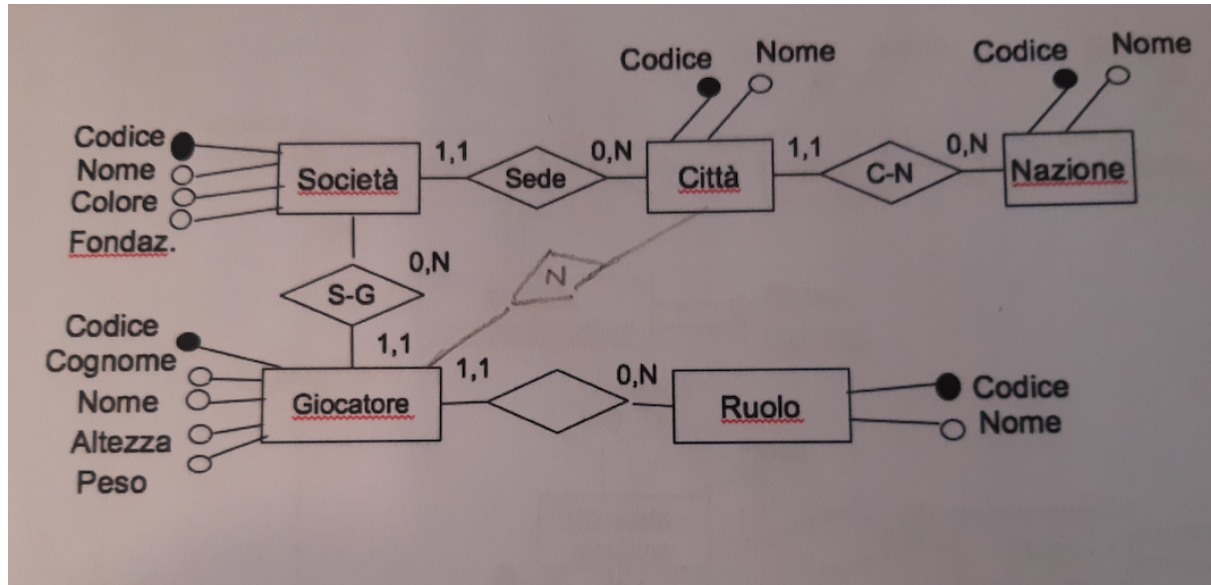 Codice
Nome
Codice
Nome
Codice
Nome
Colore
Fondaz.
Società
1,1
Sede
0,N
Città
1,1
C-N
0,N
Nazione
S-G
0,N
N
1,1
Codice
Cognome
Nome
Altezza
Peso
Giocatore
1,1
0,N
Ruolo
Codice
Nome